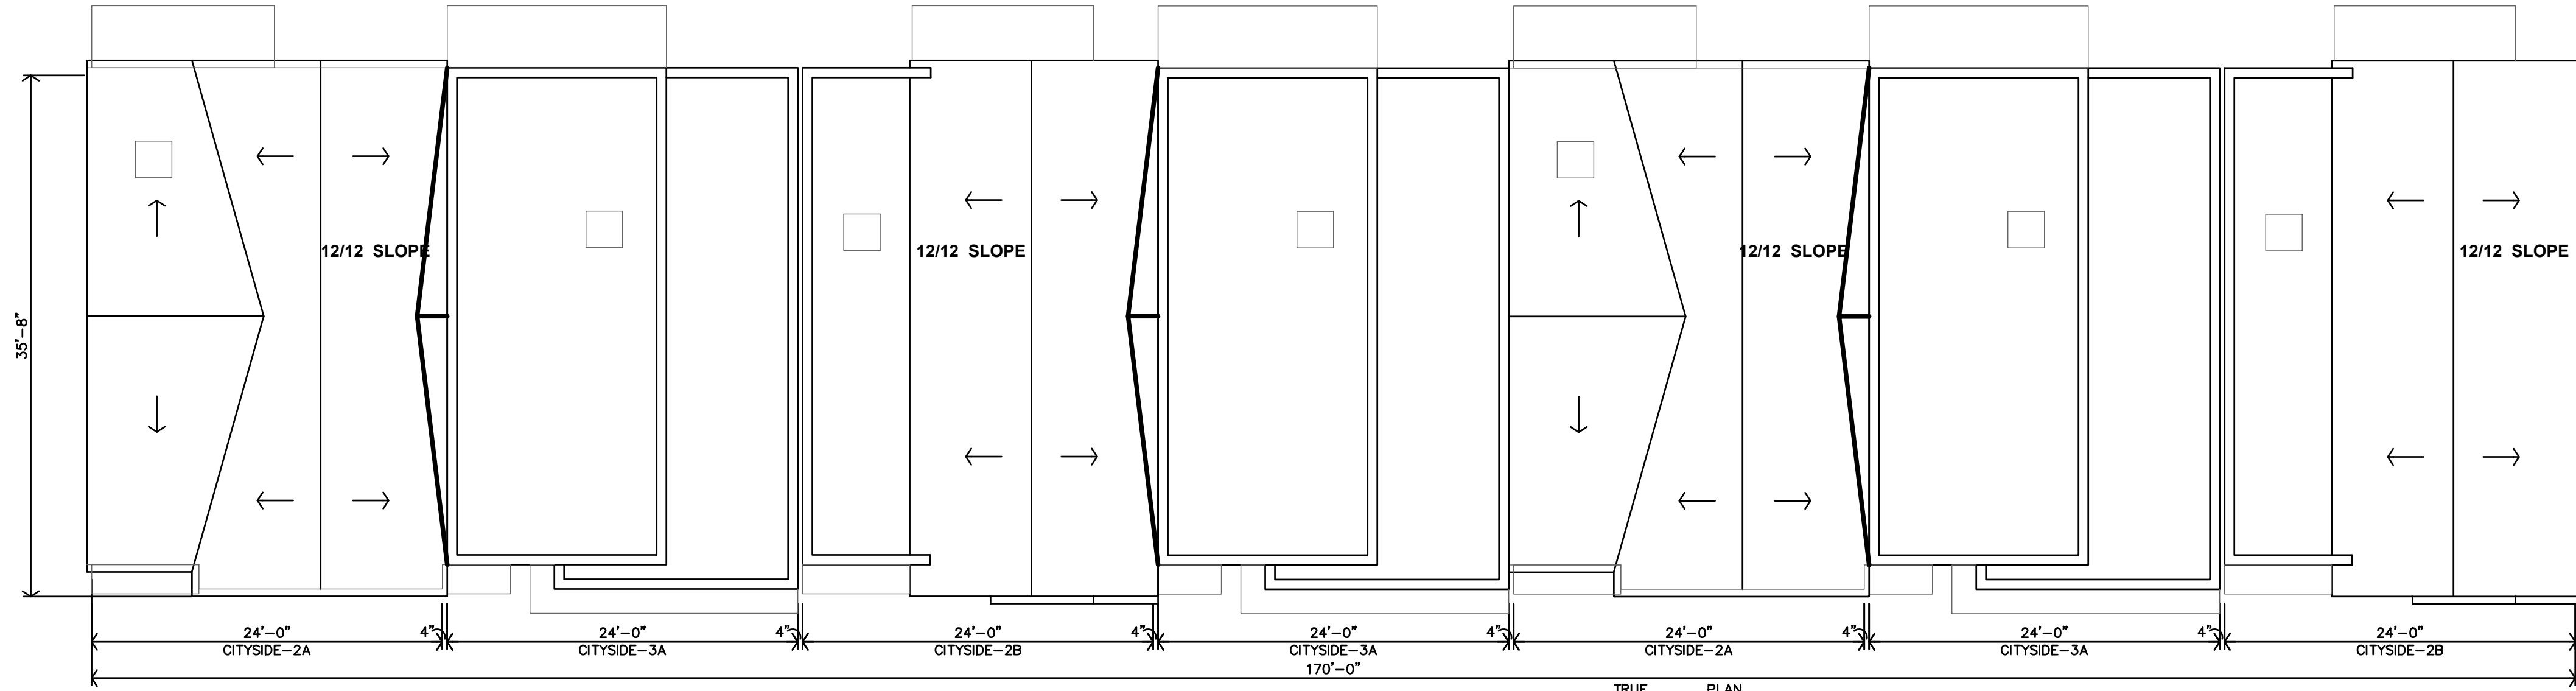 12/12 SLOPE
12/12 SLOPE
12/12 SLOPE
12/12 SLOPE
35'-8"
24'-0" 4" 24'-0" 4" 24'-0" 4" 24'-0" 4" 24'-0" 4" 24'-0" 4" 24'-0"
CITYSIDE-2A CITYSIDE-3A CITYSIDE-2B CITYSIDE-3A CITYSIDE-2A CITYSIDE-3A CITYSIDE-2B
170'-0"
TRUE PLAN